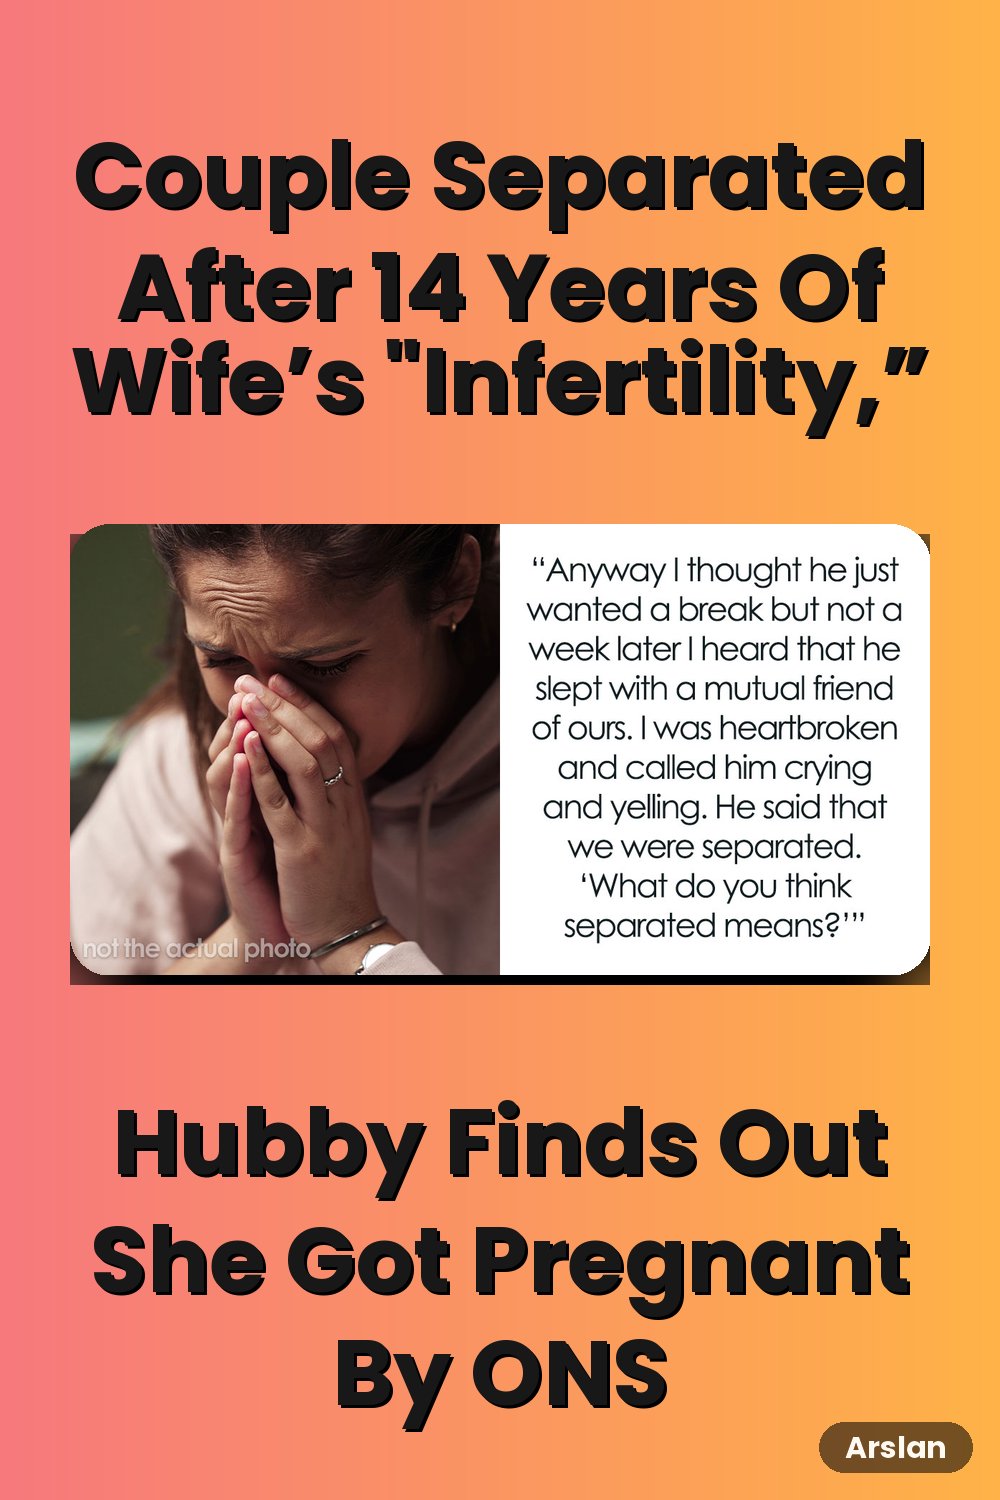 Couple Separated
After 14 Years Of
Wife’s "Infertility,”
“Anyway I thought he just
wanted a break but not a
week later I heard that he
slept with a mutual friend
of ours. I was heartbroken
and called him crying
and yelling. He said that
we were separated.
‘What do you think
separated means?’”
not the actual photo
Hubby Finds Out
She Got Pregnant
By ONS
Arslan